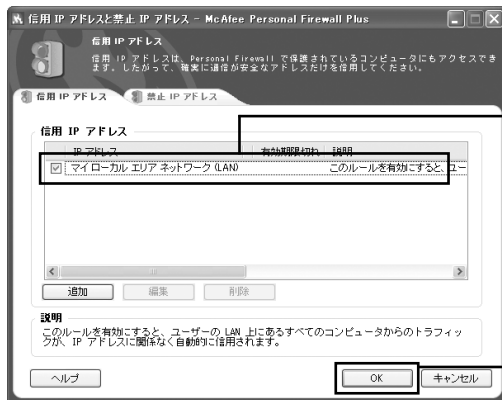 信用 IP アドレスと禁止 IP アドレス - McAfee Personal Firewall Plus
信用 IP アドレス
信用 IP アドレスは、Personal Firewall で保護されているコンピュータにもアクセスでき
ます。したがって、確実に通信が安全なアドレスだけを信用してください。
信用 IP アドレス 禁止 IP アドレス
信用 IP アドレス
IP アドレス 有効期限切れ 説明
マイ ローカル エリア ネットワーク (LAN) このルールを有効にすると、ユー
追加 編集 削除
説明
このルールを有効にすると、ユーザーの LAN 上にあるすべてのコンピュータからのトラフィッ
クが、IP アドレスに関係なく自動的に信用されます。
ヘルプ OK キャンセル